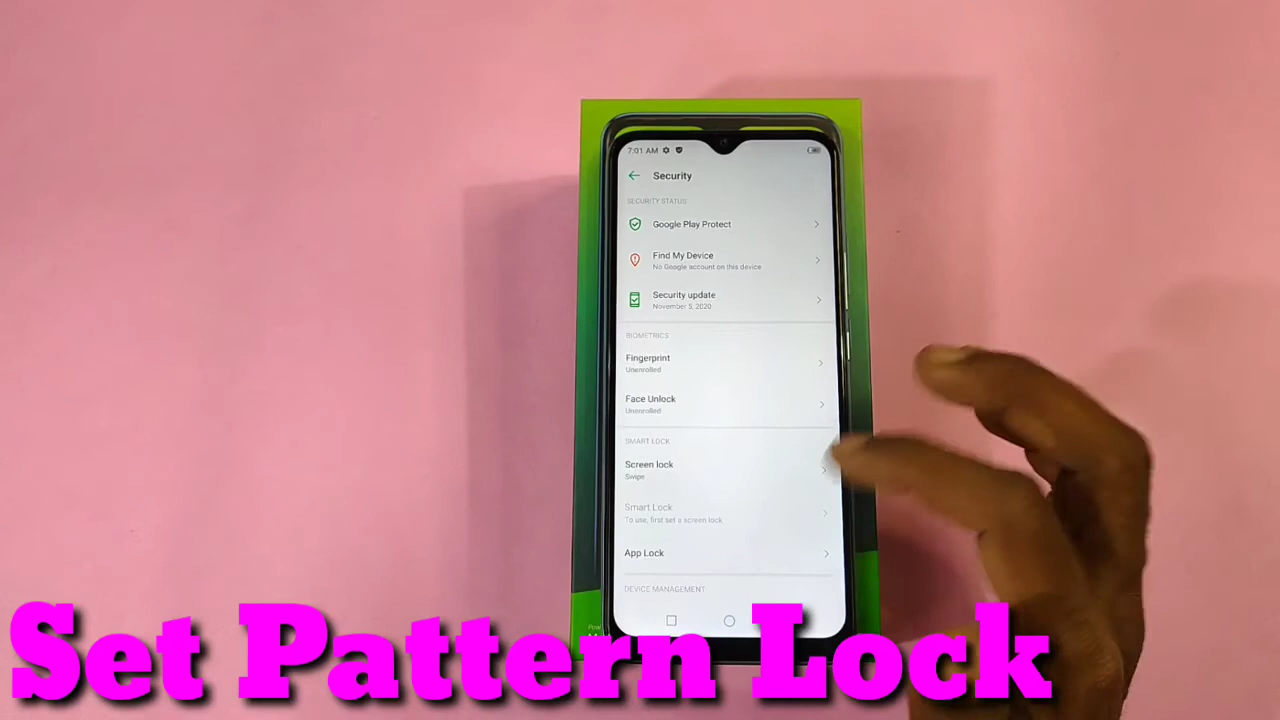 7:01 AM
Security
SECURITY STATUS
Google Play Protect
Find My Device
No Google account on this device
Security update
November 5, 2020
BIOMETRICS
Fingerprint
Unenrolled
Face Unlock
Unenrolled
SMART LOCK
Screen lock
Swipe
Smart Lock
To use, first set a screen lock
App Lock
DEVICE MANAGEMENT
Set Pattern Lock